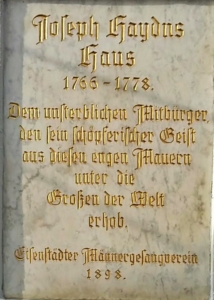 Joseph Haydns
Haus
1766-1778.
Dem unsterblichen Mitbürger,
den sein schöpferischer Geist
aus diesen engen Mauern
unter die
Großen der Welt
erhob.
Eisenstädter Männergesangverein
1898.